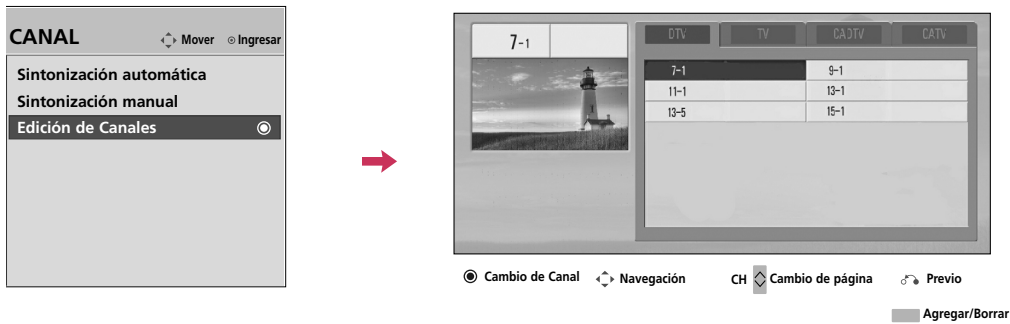 CANAL Mover Ingresar
Sintonización automática
Sintonización manual
Edición de Canales
7-1
DTV TV CADTV CATV
7-1 9-1
11-1 13-1
13-5 15-1
Cambio de Canal Navegación CH Cambio de página Previo
Agregar/Borrar